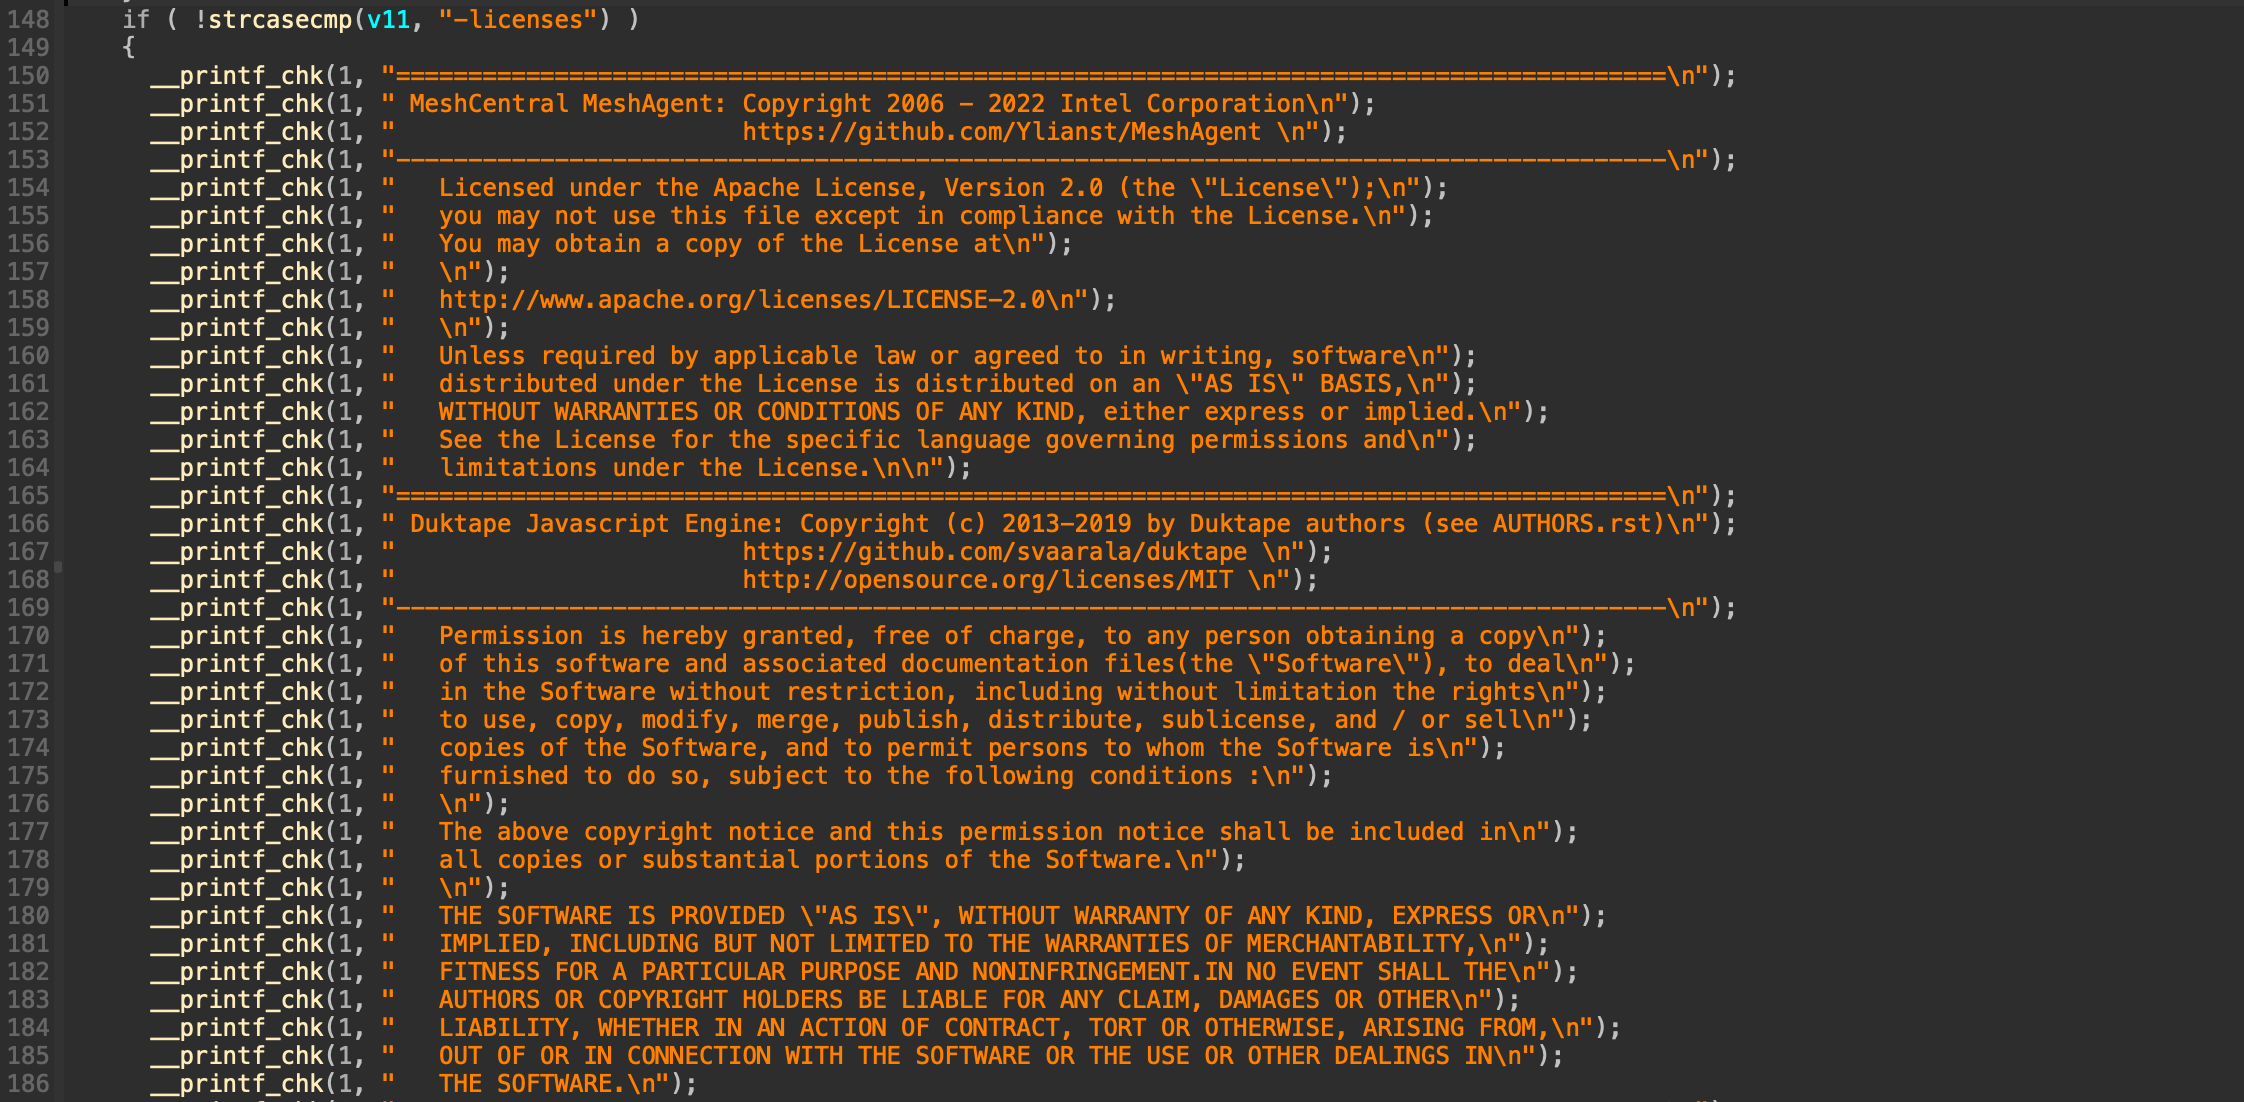 148 if ( !strcasecmp(v11, "-licenses") )
149 {
150 __printf_chk(1, "========================================================================================\n");
151 __printf_chk(1, " MeshCentral MeshAgent: Copyright 2006 - 2022 Intel Corporation\n");
152 __printf_chk(1, "                        https://github.com/Ylianst/MeshAgent \n");
153 __printf_chk(1, "----------------------------------------------------------------------------------------\n");
154 __printf_chk(1, "   Licensed under the Apache License, Version 2.0 (the \"License\");\n");
155 __printf_chk(1, "   you may not use this file except in compliance with the License.\n");
156 __printf_chk(1, "   You may obtain a copy of the License at\n");
157 __printf_chk(1, "   \n");
158 __printf_chk(1, "   http://www.apache.org/licenses/LICENSE-2.0\n");
159 __printf_chk(1, "   \n");
160 __printf_chk(1, "   Unless required by applicable law or agreed to in writing, software\n");
161 __printf_chk(1, "   distributed under the License is distributed on an \"AS IS\" BASIS,\n");
162 __printf_chk(1, "   WITHOUT WARRANTIES OR CONDITIONS OF ANY KIND, either express or implied.\n");
163 __printf_chk(1, "   See the License for the specific language governing permissions and\n");
164 __printf_chk(1, "   limitations under the License.\n\n");
165 __printf_chk(1, "========================================================================================\n");
166 __printf_chk(1, " Duktape Javascript Engine: Copyright (c) 2013-2019 by Duktape authors (see AUTHORS.rst)\n");
167 __printf_chk(1, "                        https://github.com/svaarala/duktape \n");
168 __printf_chk(1, "                        http://opensource.org/licenses/MIT \n");
169 __printf_chk(1, "----------------------------------------------------------------------------------------\n");
170 __printf_chk(1, "   Permission is hereby granted, free of charge, to any person obtaining a copy\n");
171 __printf_chk(1, "   of this software and associated documentation files(the \"Software\"), to deal\n");
172 __printf_chk(1, "   in the Software without restriction, including without limitation the rights\n");
173 __printf_chk(1, "   to use, copy, modify, merge, publish, distribute, sublicense, and / or sell\n");
174 __printf_chk(1, "   copies of the Software, and to permit persons to whom the Software is\n");
175 __printf_chk(1, "   furnished to do so, subject to the following conditions :\n");
176 __printf_chk(1, "   \n");
177 __printf_chk(1, "   The above copyright notice and this permission notice shall be included in\n");
178 __printf_chk(1, "   all copies or substantial portions of the Software.\n");
179 __printf_chk(1, "   \n");
180 __printf_chk(1, "   THE SOFTWARE IS PROVIDED \"AS IS\", WITHOUT WARRANTY OF ANY KIND, EXPRESS OR\n");
181 __printf_chk(1, "   IMPLIED, INCLUDING BUT NOT LIMITED TO THE WARRANTIES OF MERCHANTABILITY,\n");
182 __printf_chk(1, "   FITNESS FOR A PARTICULAR PURPOSE AND NONINFRINGEMENT.IN NO EVENT SHALL THE\n");
183 __printf_chk(1, "   AUTHORS OR COPYRIGHT HOLDERS BE LIABLE FOR ANY CLAIM, DAMAGES OR OTHER\n");
184 __printf_chk(1, "   LIABILITY, WHETHER IN AN ACTION OF CONTRACT, TORT OR OTHERWISE, ARISING FROM,\n");
185 __printf_chk(1, "   OUT OF OR IN CONNECTION WITH THE SOFTWARE OR THE USE OR OTHER DEALINGS IN\n");
186 __printf_chk(1, "   THE SOFTWARE.\n");